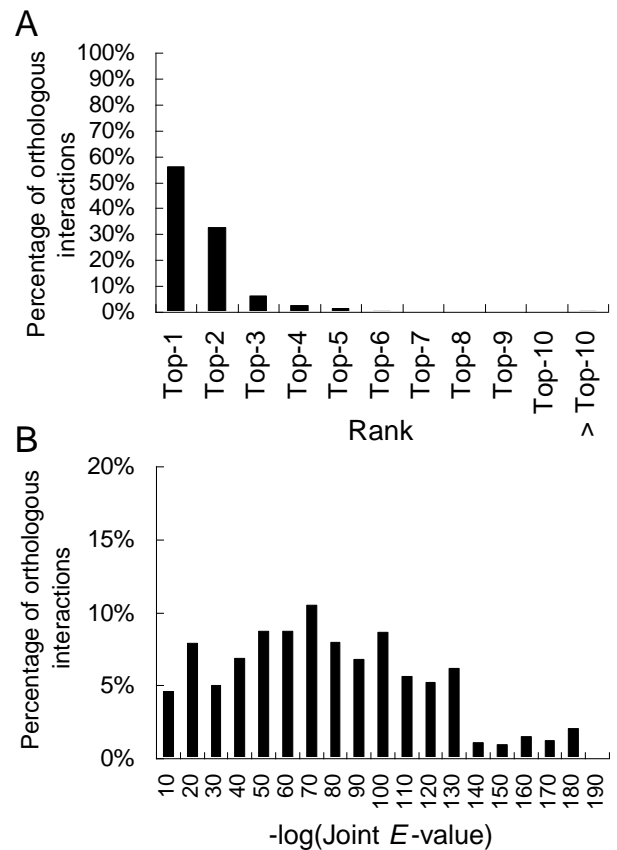 A
Percentage of orthologous
interactions
100%
90%
80%
70%
60%
50%
40%
30%
20%
10%
0%
Top-1
Top-2
Top-3
Top-4
Top-5
Top-6
Top-7
Top-8
Top-9
Top-10
> Top-10
Rank
B
Percentage of orthologous
interactions
20%
15%
10%
5%
0%
10
20
30
40
50
60
70
80
90
100
110
120
130
140
150
160
170
180
190
-log(Joint E-value)